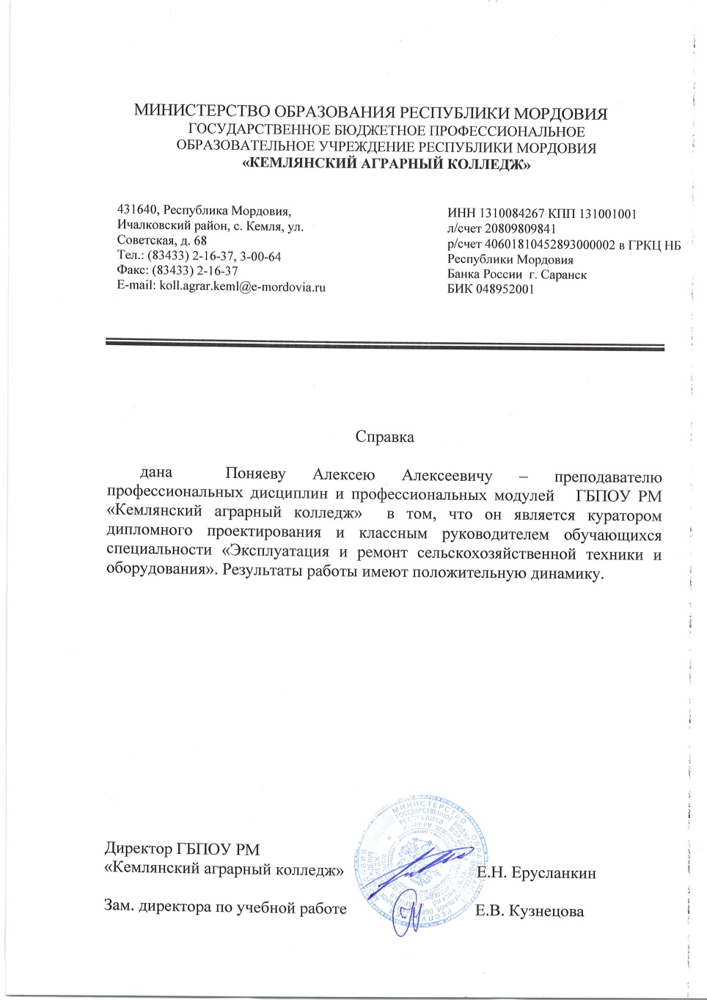 МИНИСТЕРСТВО ОБРАЗОВАНИЯ РЕСПУБЛИКИ МОРДОВИЯ
ГОСУДАРСТВЕННОЕ БЮДЖЕТНОЕ ПРОФЕССИОНАЛЬНОЕ
ОБРАЗОВАТЕЛЬНОЕ УЧРЕЖДЕНИЕ РЕСПУБЛИКИ МОРДОВИЯ
«КЕМЛЯНСКИЙ АГРАРНЫЙ КОЛЛЕДЖ»
431640, Республика Мордовия,
Ичалковский район, с. Кемля, ул.
Советская, д. 68
Тел.: (83433) 2-16-37, 3-00-64
Факс: (83433) 2-16-37
E-mail: koll.agrar.keml@e-mordovia.ru
ИНН 1310084267 КПП 131001001
л/счет 20809809841
р/счет 40601810452893000002 в ГРКЦ НБ
Республики Мордовия
Банка России г. Саранск
БИК 048952001
Справка
дана Поняеву Алексею Алексеевичу – преподавателю
профессиональных дисциплин и профессиональных модулей ГБПОУ РМ
«Кемлянский аграрный колледж» в том, что он является куратором
дипломного проектирования и классным руководителем обучающихся
специальности «Эксплуатация и ремонт сельскохозяйственной техники и
оборудования». Результаты работы имеют положительную динамику.
Директор ГБПОУ РМ
«Кемлянский аграрный колледж» Е.Н. Ерусланкин
Зам. директора по учебной работе Е.В. Кузнецова
МИНИСТЕРСТВО
ГОСУДАРСТВЕННОЕ